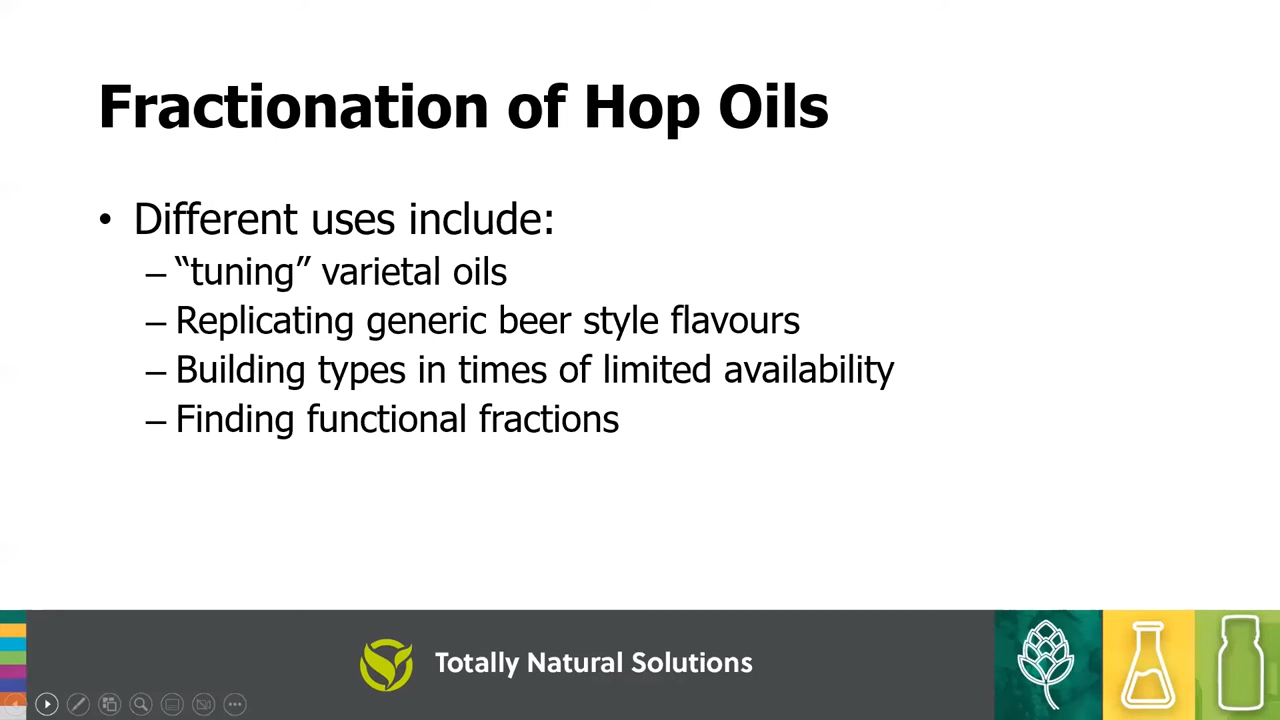 Fractionation of Hop Oils
• Different uses include:
– “tuning” varietal oils
– Replicating generic beer style flavours
– Building types in times of limited availability
– Finding functional fractions
Totally Natural Solutions